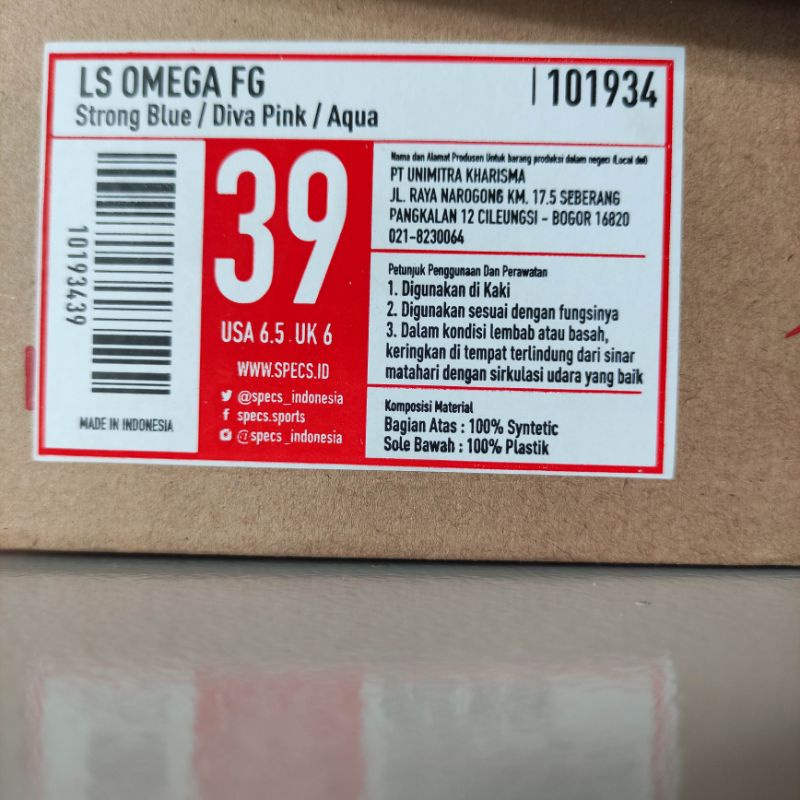 LS OMEGA FG
| 101934
Strong Blue / Diva Pink / Aqua
10193439
MADE IN INDONESIA
39
USA 6.5 UK 6
WWW.SPECS.ID
@specs_indonesia
specs.sports
@specs_indonesia
Nama dan Alamat Produsen Untuk barang produksi dalam negeri (Local del)
PT UNIMITRA KHARISMA
JL. RAYA NAROGONG KM. 17.5 SEBERANG
PANGKALAN 12 CILEUNGSI - BOGOR 16820
021-8230064
Petunjuk Penggunaan Dan Perawatan
1. Digunakan di Kaki
2. Digunakan sesuai dengan fungsinya
3. Dalam kondisi lembab atau basah,
keringkan di tempat terlindung dari sinar
matahari dengan sirkulasi udara yang baik
Komposisi Material
Bagian Atas : 100% Syntetic
Sole Bawah : 100% Plastik